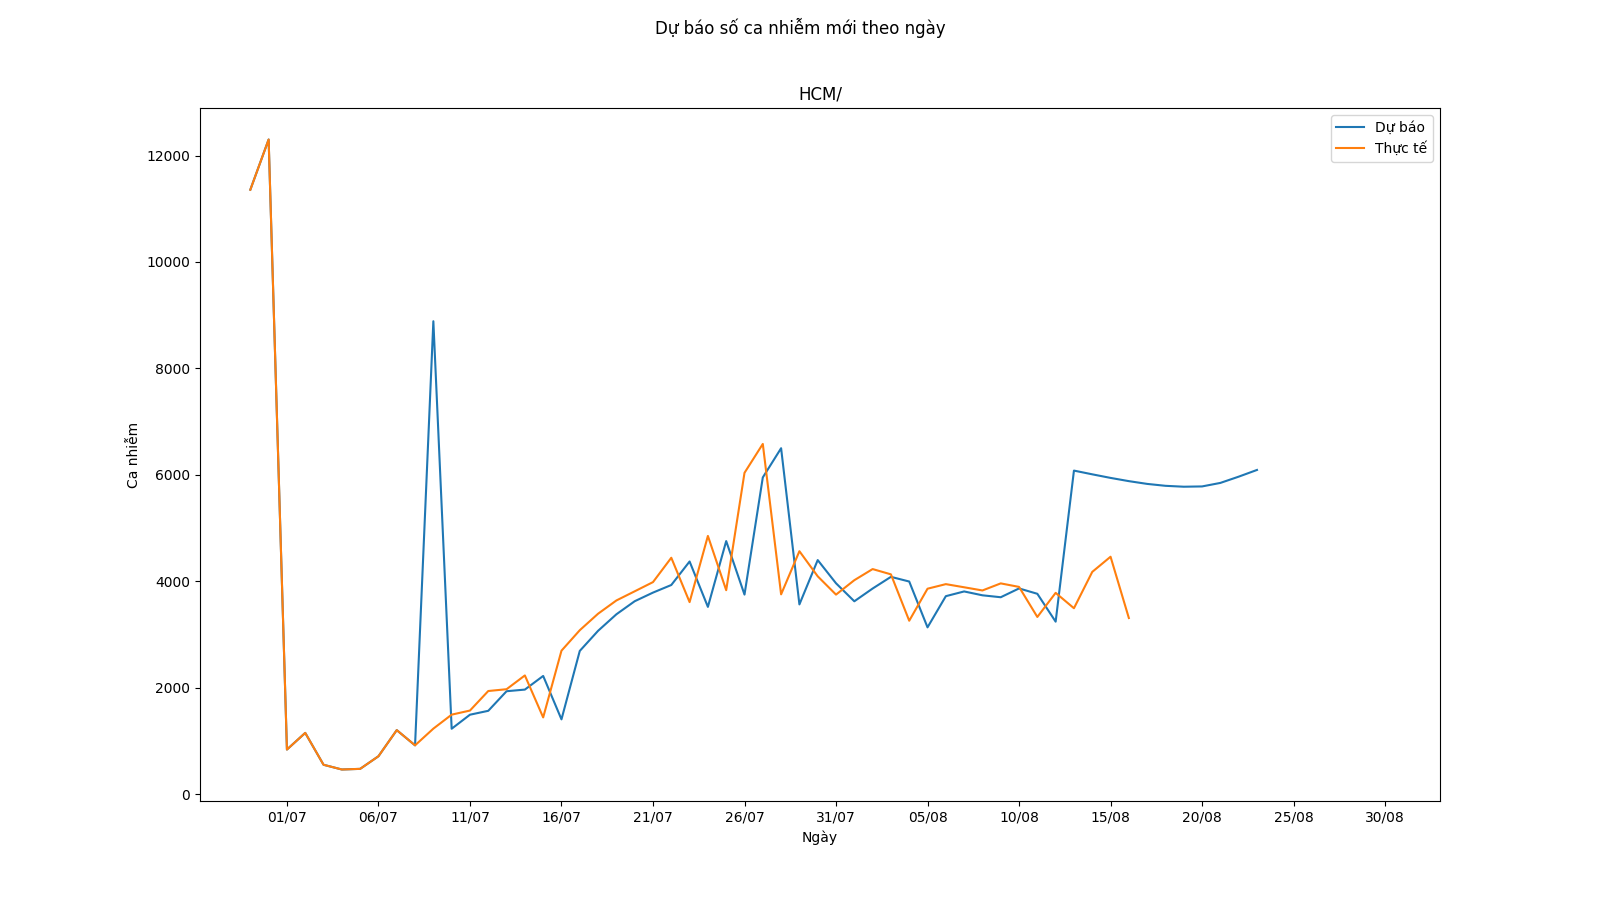 Dự báo số ca nhiễm mới theo ngày
HCM/
Dự báo
Thực tế
12000
10000
8000
6000
4000
2000
0
Ca nhiễm
01/07 06/07 11/07 16/07 21/07 26/07 31/07 05/08 10/08 15/08 20/08 25/08 30/08
Ngày